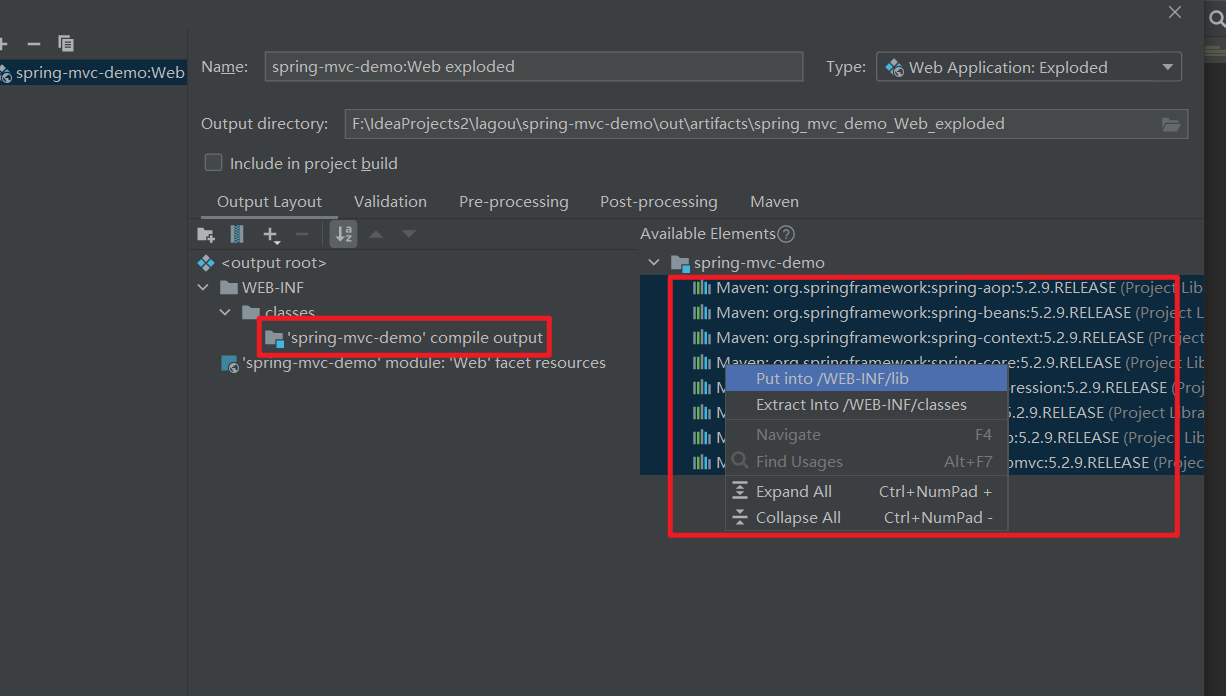 spring-mvc-demo:Web
Name: spring-mvc-demo:Web exploded Type: Web Application: Exploded
Output directory: F:\IdeaProjects2\lagou\spring-mvc-demo\out\artifacts\spring_mvc_demo_Web_exploded
Include in project build
Output Layout Validation Pre-processing Post-processing Maven
Available Elements
<output root>
WEB-INF
classes
'spring-mvc-demo' compile output
'spring-mvc-demo' module: 'Web' facet resources
spring-mvc-demo
Maven: org.springframework:spring-aop:5.2.9.RELEASE (Project Lib
Maven: org.springframework:spring-beans:5.2.9.RELEASE (Project L
Maven: org.springframework:spring-context:5.2.9.RELEASE (Project
Maven: org.springframework:spring-core:5.2.9.RELEASE (Project Lib
ression:5.2.9.RELEASE (Proj
5.2.9.RELEASE (Project Libra
:5.2.9.RELEASE (Project Lib
mvc:5.2.9.RELEASE (Projec
Put into /WEB-INF/lib
Extract Into /WEB-INF/classes
Navigate F4
Find Usages Alt+F7
Expand All Ctrl+NumPad +
Collapse All Ctrl+NumPad -